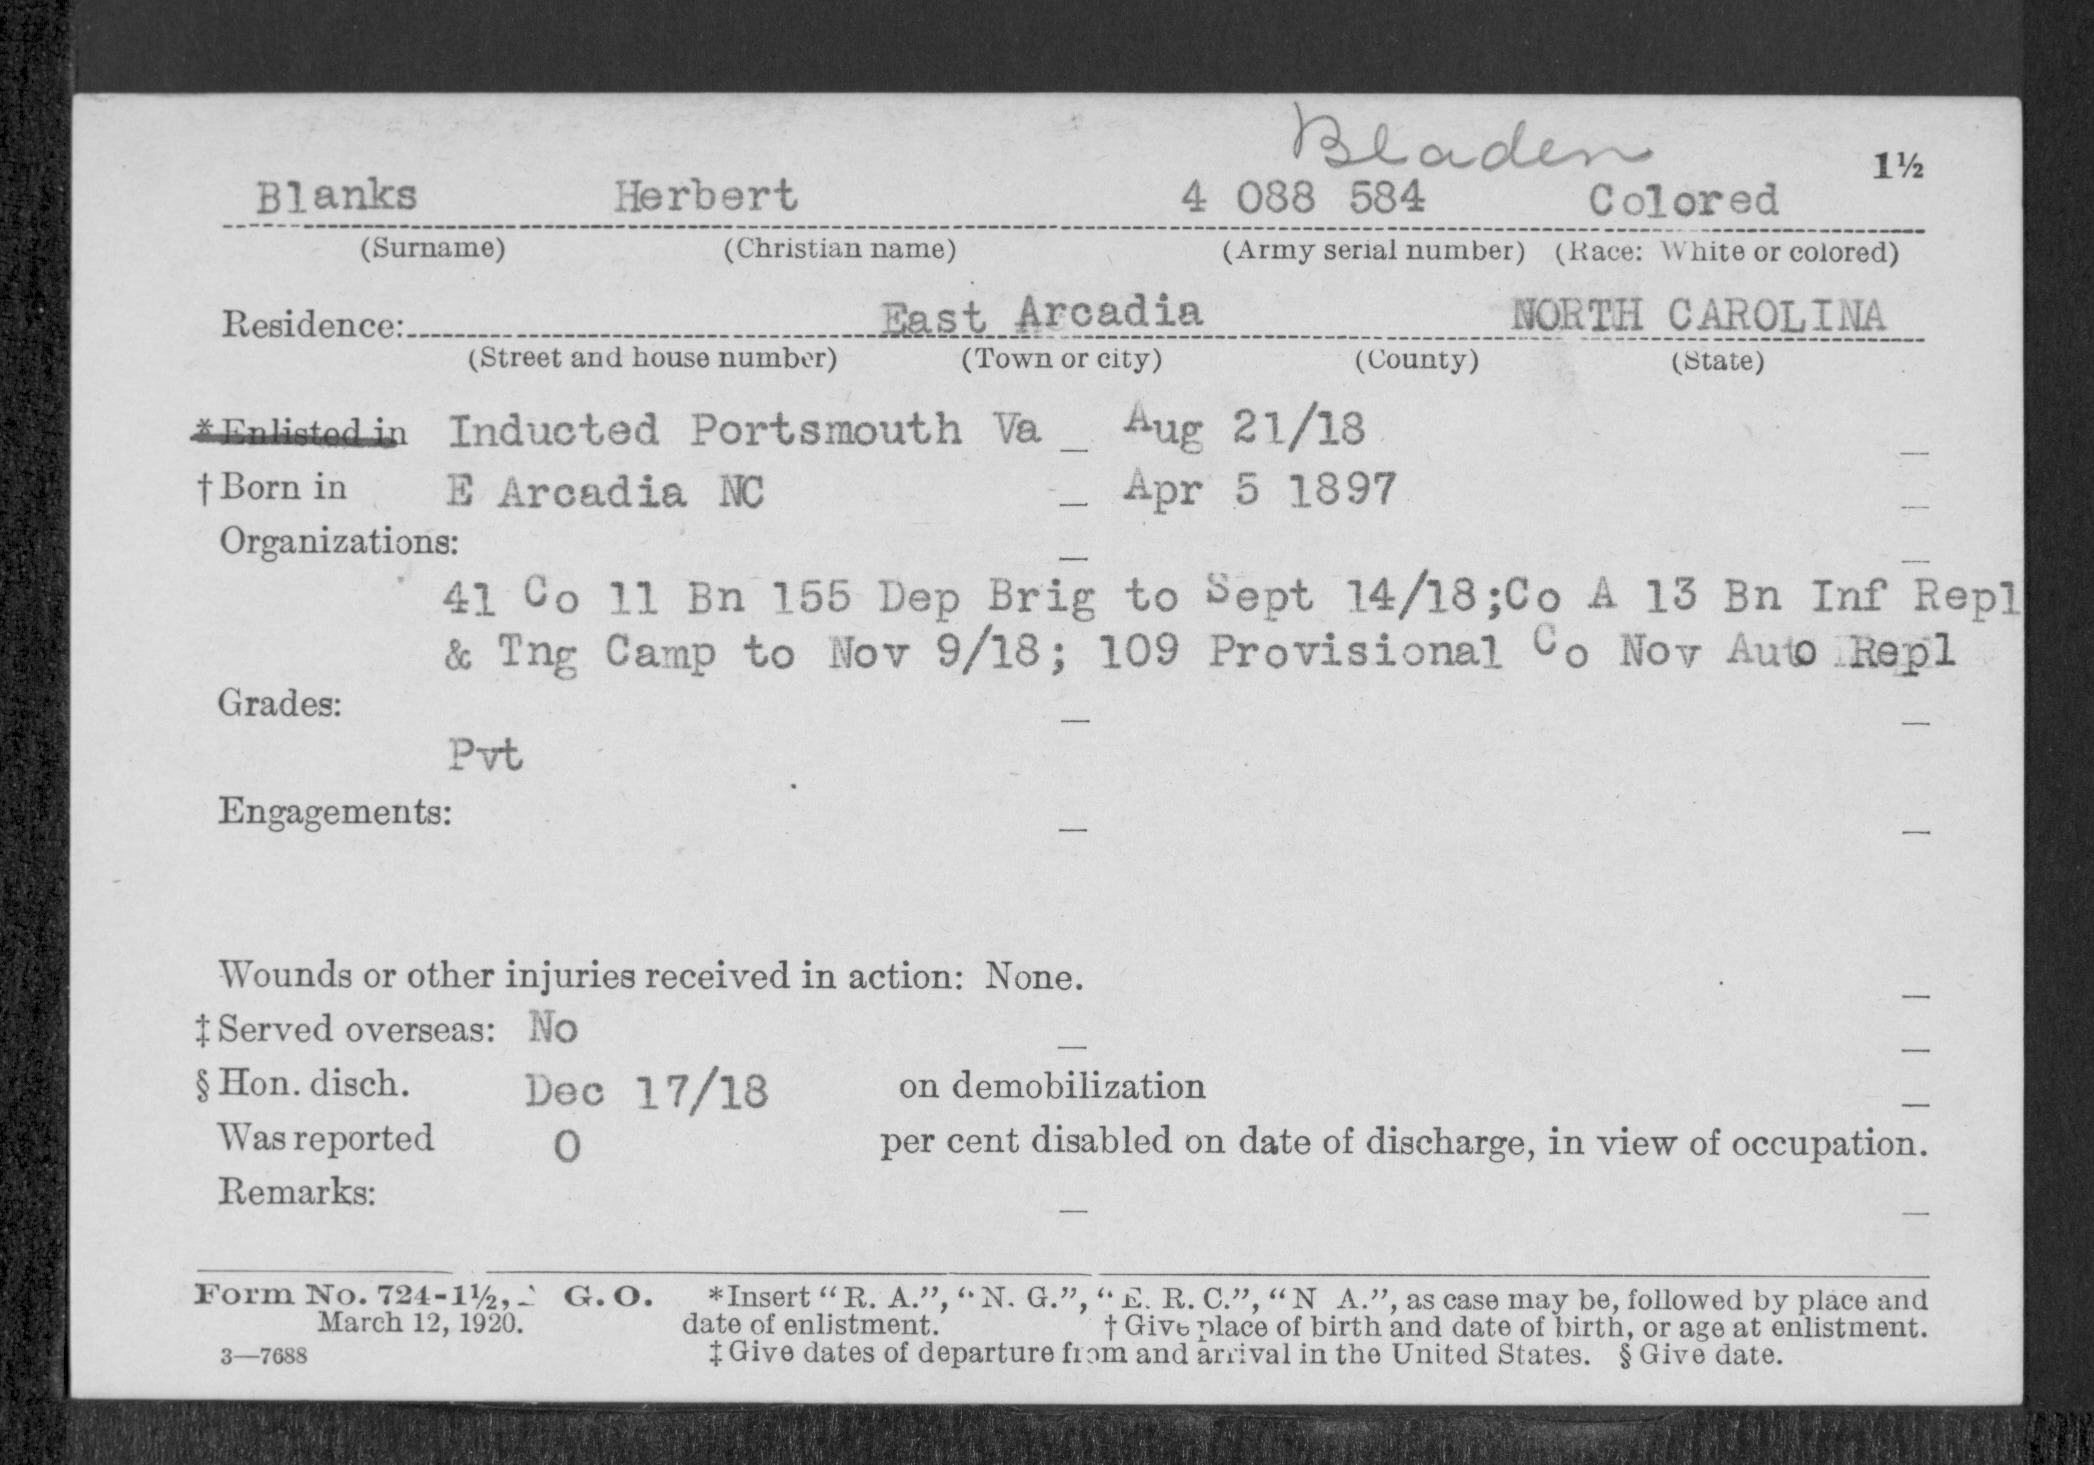 Bladen
1½
Blanks Herbert 4 088 584 Colored
(Surname) (Christian name) (Army serial number) (Race: White or colored)
Residence: East Arcadia NORTH CAROLINA
(Street and house number) (Town or city) (County) (State)
*Enlisted in Inducted Portsmouth Va _ Aug 21/18
†Born in E Arcadia NC _ Apr 5 1897
Organizations:
41 Co 11 Bn 155 Dep Brig to Sept 14/18;Co A 13 Bn Inf Repl
& Tng Camp to Nov 9/18; 109 Provisional Co Nov Auto Repl
Grades:
Pvt
Engagements:
Wounds or other injuries received in action: None.
‡Served overseas: No
§Hon. disch. Dec 17/18 on demobilization
Was reported 0 per cent disabled on date of discharge, in view of occupation.
Remarks:
Form No. 724-1½, G. O. *Insert "R. A.", "N. G.", "E. R. C.", "N A.", as case may be, followed by place and
March 12, 1920. date of enlistment. †Give place of birth and date of birth, or age at enlistment.
3—7688 ‡Give dates of departure from and arrival in the United States. §Give date.